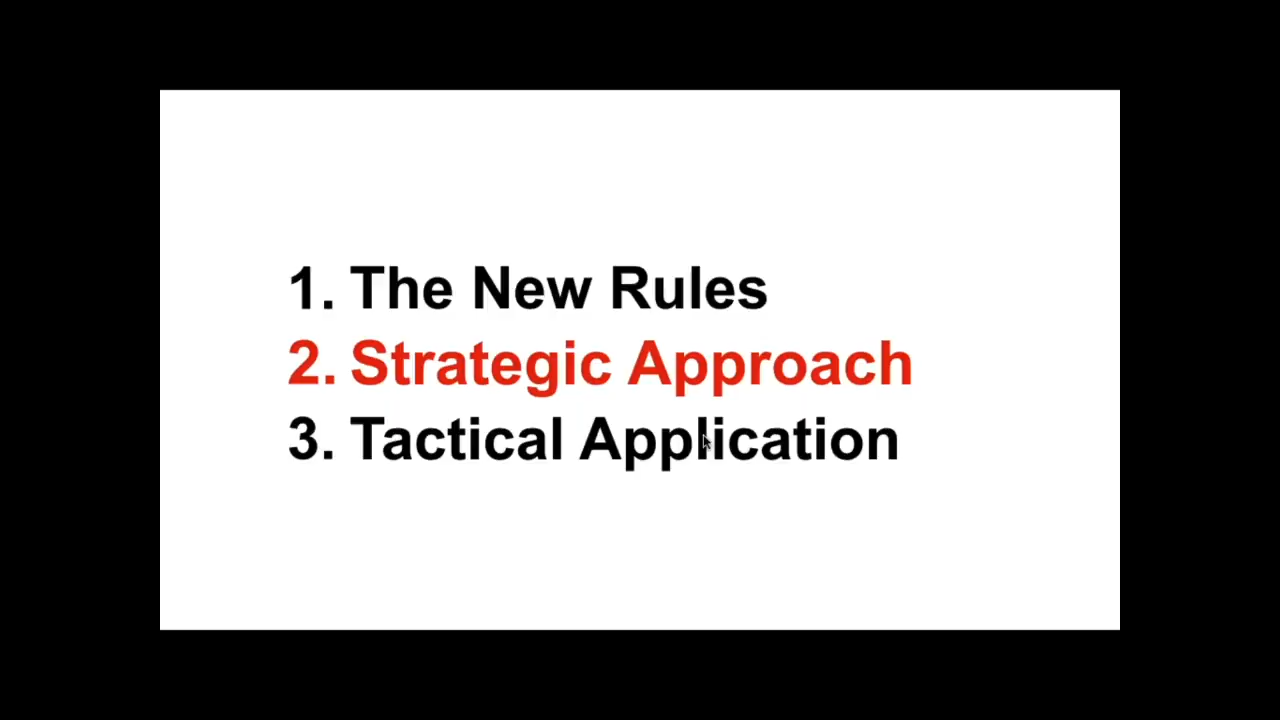 1. The New Rules
2. Strategic Approach
3. Tactical Application